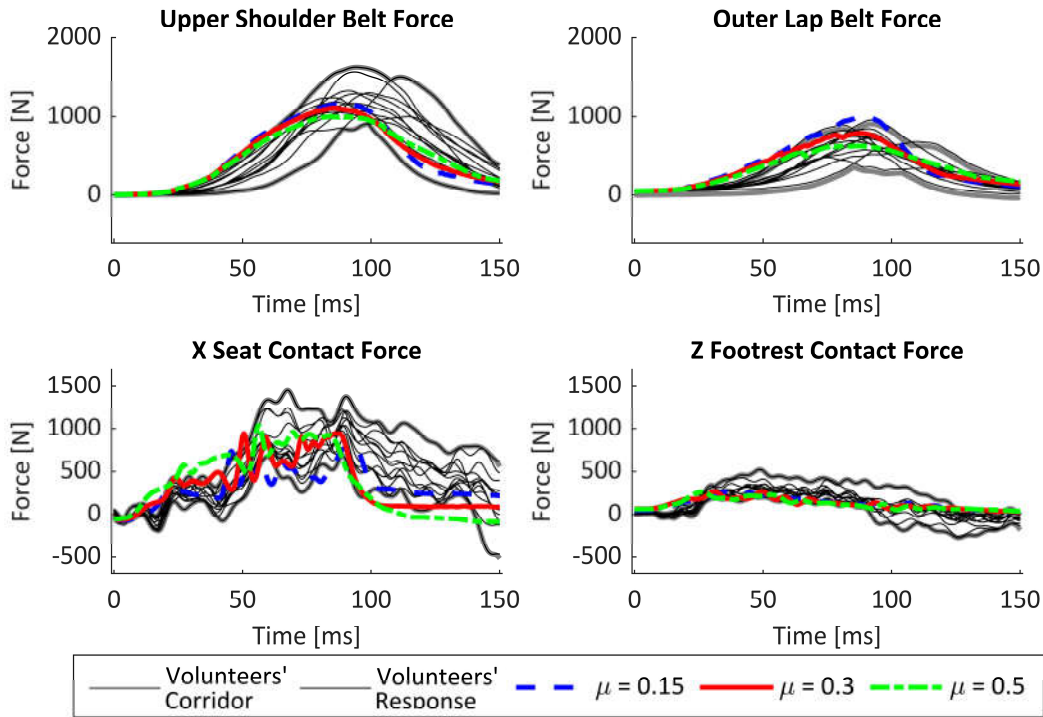 Upper Shoulder Belt Force
2000
1000
0
Force [N]
0 50 100 150
Time [ms]
Outer Lap Belt Force
2000
1000
0
Force [N]
0 50 100 150
Time [ms]
X Seat Contact Force
1500
1000
500
0
-500
Force [N]
0 50 100 150
Time [ms]
Z Footrest Contact Force
1500
1000
500
0
-500
Force [N]
0 50 100 150
Time [ms]
Volunteers' Corridor
Volunteers' Response
μ = 0.15
μ = 0.3
μ = 0.5